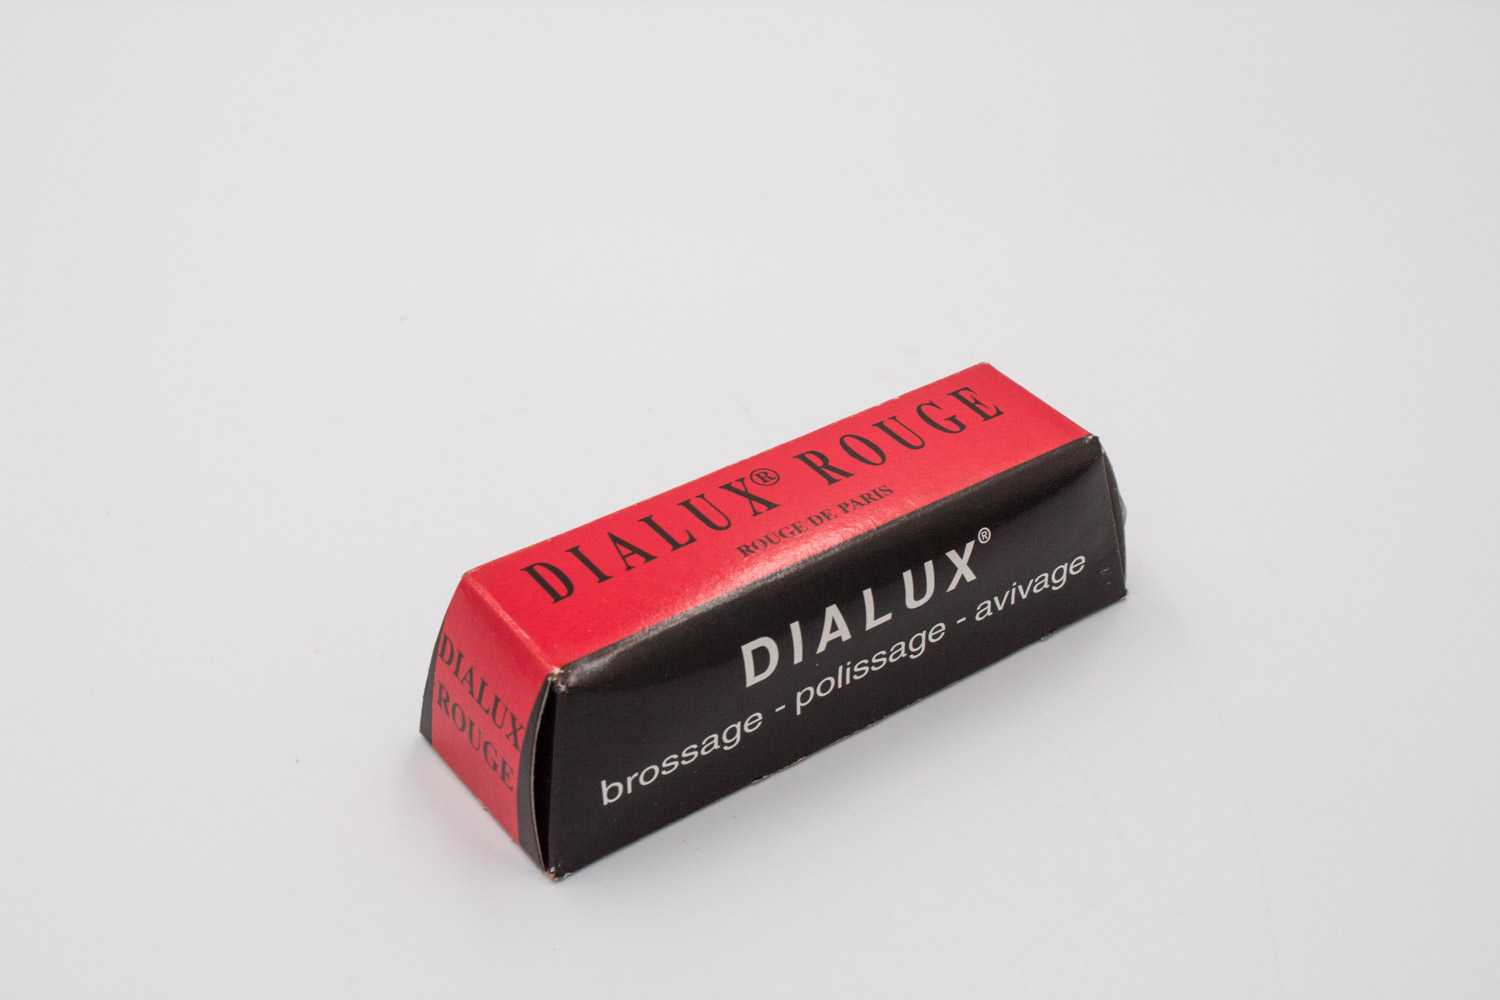 DIALUX® ROUGE
ROUGE DE PARIS
DIALUX®
brossage - polissage - avivage
DIALUX
ROUGE